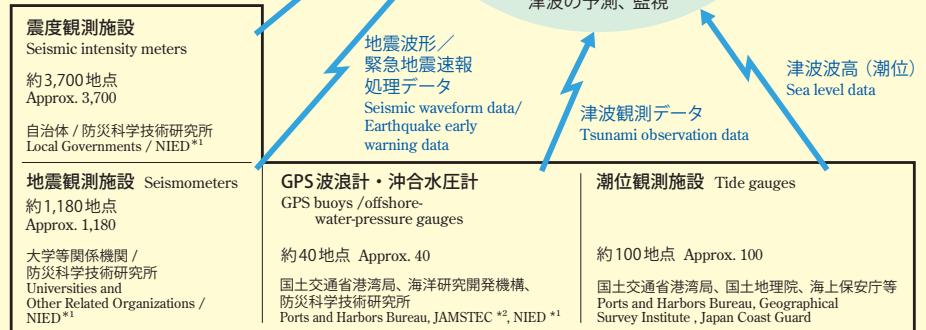 津波の予測、監視
震度観測施設
Seismic intensity meters
約3,700地点
Approx. 3,700
自治体 / 防災科学技術研究所
Local Governments / NIED*1
地震波形／
緊急地震速報
処理データ
Seismic waveform data/
Earthquake early
warning data
津波観測データ
Tsunami observation data
津波波高（潮位）
Sea level data
地震観測施設 Seismometers
約1,180地点
Approx. 1,180
大学等関係機関 /
防災科学技術研究所
Universities and
Other Related Organizations /
NIED*1
GPS波浪計・沖合水圧計
GPS buoys /offshore-
water-pressure gauges
約40地点 Approx. 40
国土交通省港湾局、海洋研究開発機構、
防災科学技術研究所
Ports and Harbors Bureau, JAMSTEC *2, NIED *1
潮位観測施設 Tide gauges
約100地点 Approx. 100
国土交通省港湾局、国土地理院、海上保安庁等
Ports and Harbors Bureau, Geographical
Survey Institute , Japan Coast Guard